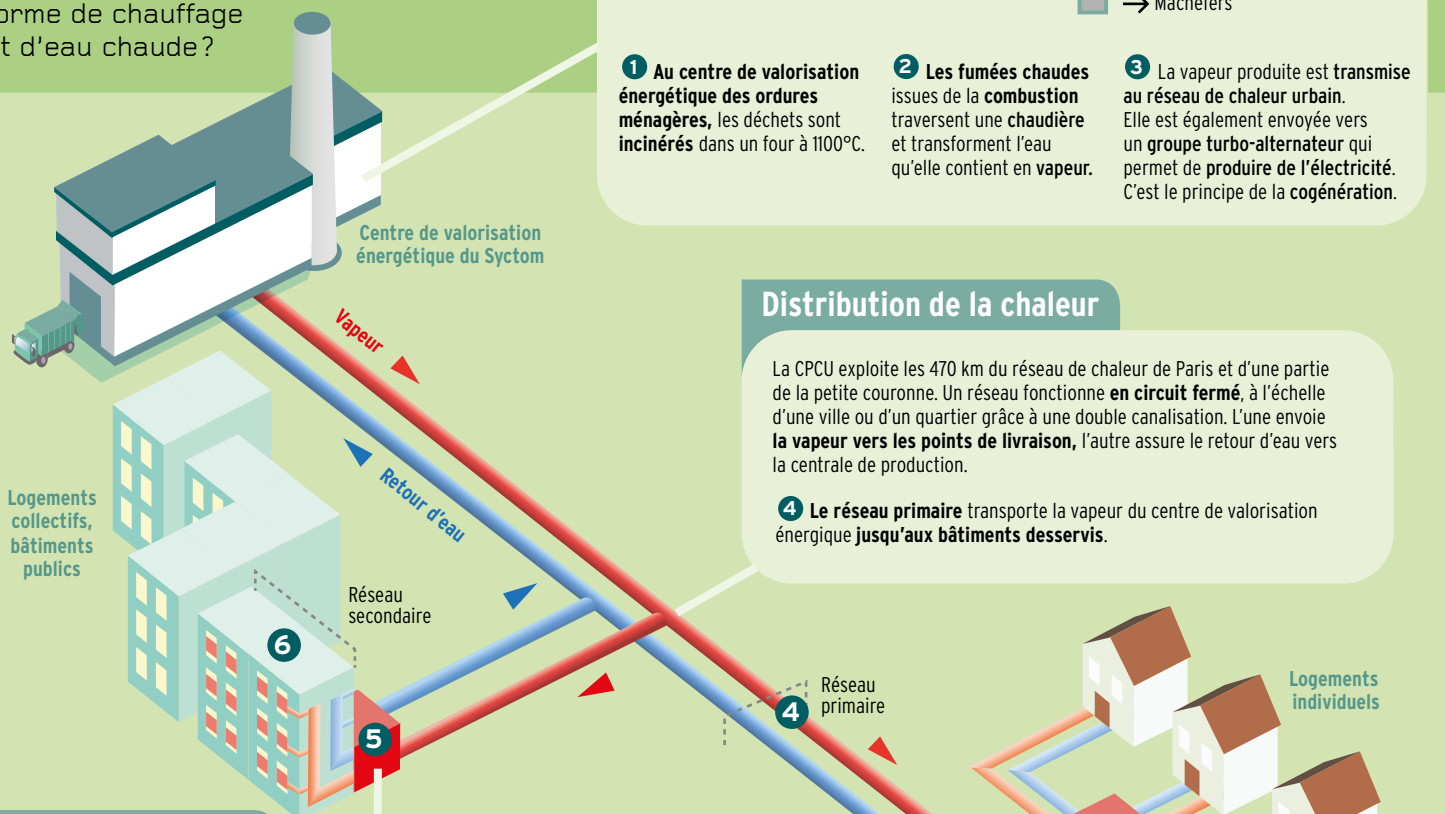 orme de chauffage
t d'eau chaude ?
→ Mâchefers
1 Au centre de valorisation
énergétique des ordures
ménagères, les déchets sont
incinérés dans un four à 1100°C.
2 Les fumées chaudes
issues de la combustion
traversent une chaudière
et transforment l'eau
qu'elle contient en vapeur.
3 La vapeur produite est transmise
au réseau de chaleur urbain.
Elle est également envoyée vers
un groupe turbo-alternateur qui
permet de produire de l'électricité.
C'est le principe de la cogénération.
Centre de valorisation
énergétique du Syctom
Vapeur
Retour d'eau
Distribution de la chaleur
La CPCU exploite les 470 km du réseau de chaleur de Paris et d'une partie
de la petite couronne. Un réseau fonctionne en circuit fermé, à l'échelle
d'une ville ou d'un quartier grâce à une double canalisation. L'une envoie
la vapeur vers les points de livraison, l'autre assure le retour d'eau vers
la centrale de production.
4 Le réseau primaire transporte la vapeur du centre de valorisation
énergique jusqu'aux bâtiments desservis.
Logements
collectifs,
bâtiments
publics
Réseau
secondaire
6
5
4
Réseau
primaire
Logements
individuels